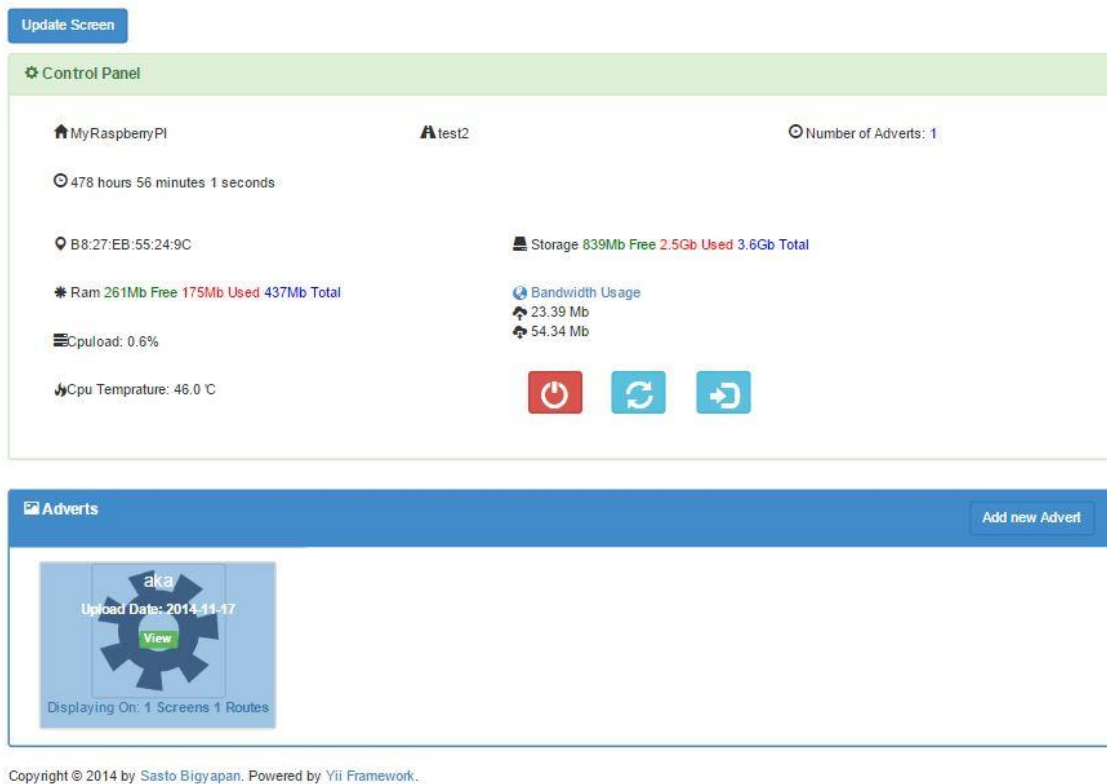 Update Screen
Control Panel
MyRaspberryPI
test2
Number of Adverts: 1
478 hours 56 minutes 1 seconds
B8:27:EB:55:24:9C
Storage 839Mb Free 2.5Gb Used 3.6Gb Total
Ram 261Mb Free 175Mb Used 437Mb Total
Bandwidth Usage
23.39 Mb
54.34 Mb
Cpuload: 0.6%
Cpu Temprature: 46.0 ℃
Adverts
Add new Advert
aka
Upload Date: 2014-11-17
View
Displaying On: 1 Screens 1 Routes
Copyright © 2014 by Sasto Bigyapan. Powered by Yii Framework.